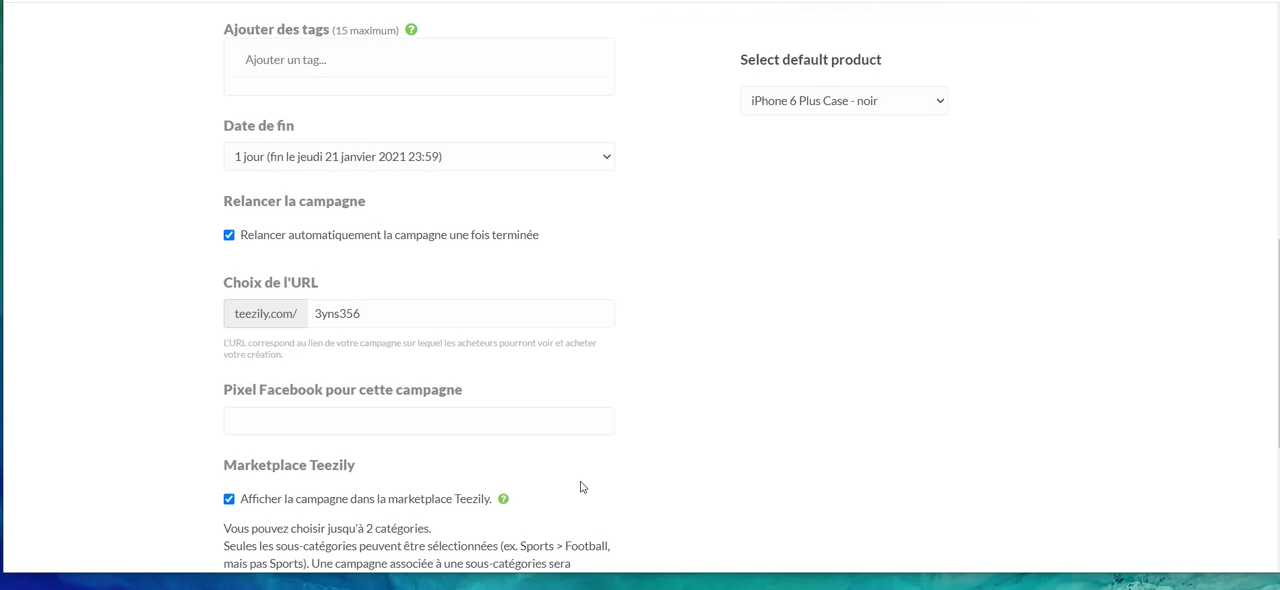 Ajouter des tags (15 maximum) ?
Ajouter un tag...
Date de fin
1 jour (fin le jeudi 21 janvier 2021 23:59)
Relancer la campagne
Relancer automatiquement la campagne une fois terminée
Choix de l'URL
teezily.com/ 3yns356
L'URL correspond au lien de votre campagne sur lequel les acheteurs pourront voir et acheter
votre création.
Pixel Facebook pour cette campagne
Marketplace Teezily
Afficher la campagne dans la marketplace Teezily. ?
Vous pouvez choisir jusqu'à 2 catégories.
Seules les sous-catégories peuvent être sélectionnées (ex. Sports > Football,
mais pas Sports). Une campagne associée à une sous-catégories sera
Select default product
iPhone 6 Plus Case - noir